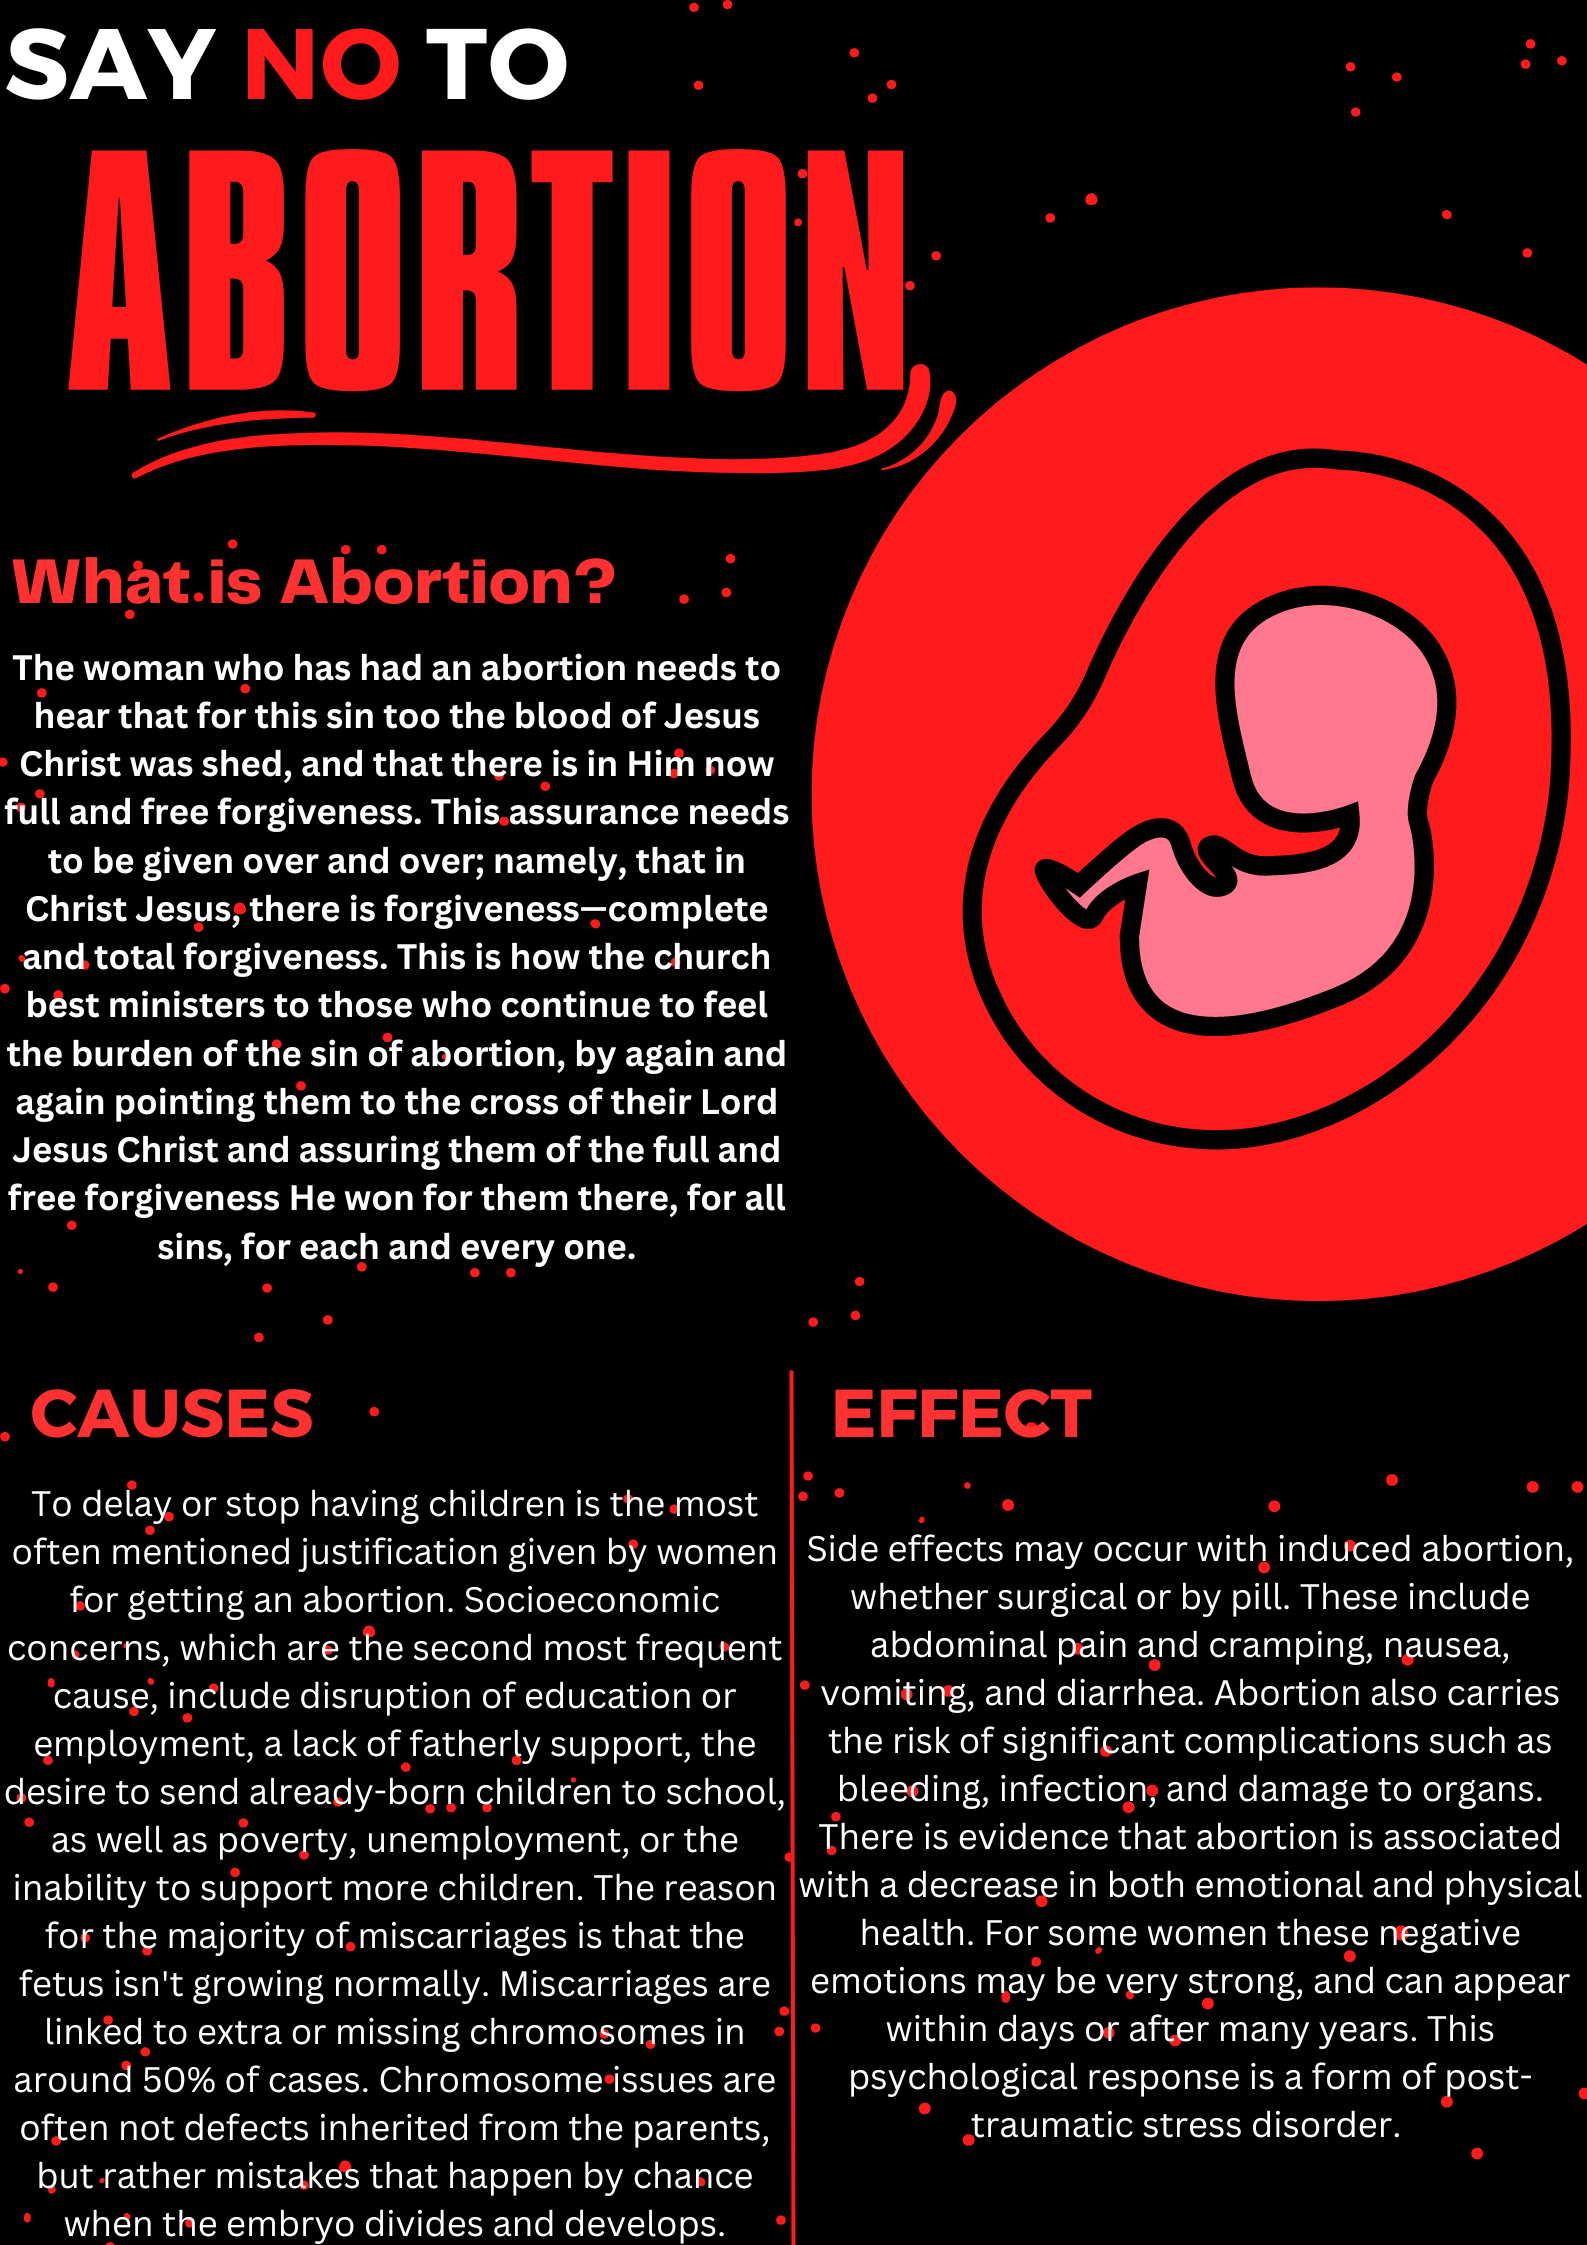 SAY NO TO
ABORTION
What is Abortion?
The woman who has had an abortion needs to
hear that for this sin too the blood of Jesus
Christ was shed, and that there is in Him now
full and free forgiveness. This assurance needs
to be given over and over; namely, that in
Christ Jesus, there is forgiveness—complete
and total forgiveness. This is how the church
best ministers to those who continue to feel
the burden of the sin of abortion, by again and
again pointing them to the cross of their Lord
Jesus Christ and assuring them of the full and
free forgiveness He won for them there, for all
sins, for each and every one.
CAUSES
To delay or stop having children is the most
often mentioned justification given by women
for getting an abortion. Socioeconomic
concerns, which are the second most frequent
cause, include disruption of education or
employment, a lack of fatherly support, the
desire to send already-born children to school,
as well as poverty, unemployment, or the
inability to support more children. The reason
for the majority of miscarriages is that the
fetus isn't growing normally. Miscarriages are
linked to extra or missing chromosomes in
around 50% of cases. Chromosome issues are
often not defects inherited from the parents,
but rather mistakes that happen by chance
when the embryo divides and develops.
EFFECT
Side effects may occur with induced abortion,
whether surgical or by pill. These include
abdominal pain and cramping, nausea,
vomiting, and diarrhea. Abortion also carries
the risk of significant complications such as
bleeding, infection, and damage to organs.
There is evidence that abortion is associated
with a decrease in both emotional and physical
health. For some women these negative
emotions may be very strong, and can appear
within days or after many years. This
psychological response is a form of post-
traumatic stress disorder.